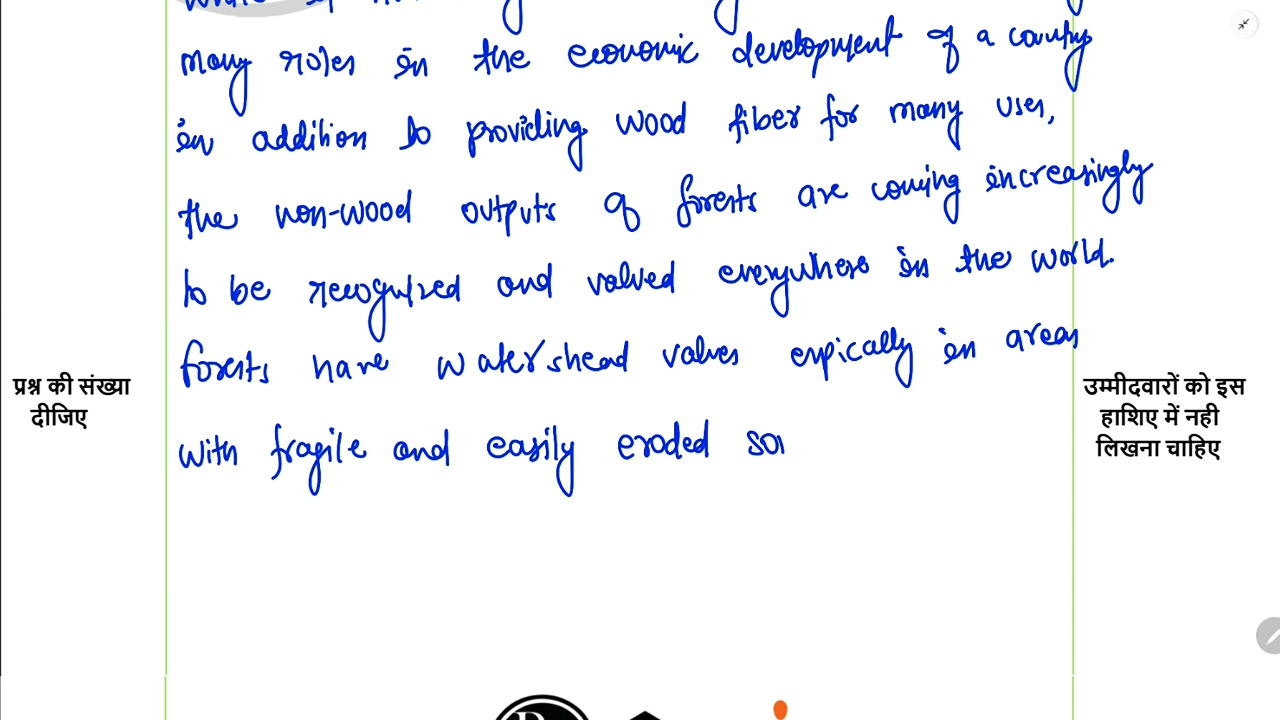 many roles in the economic development of a country
in addition to providing wood fiber for many uses,
the non-wood outputs of forests are coming increasingly
to be recognized and valued everywhere in the world.
forests have watershead values espically in areas
with fragile and easily eroded soi
प्रश्न की संख्या
दीजिए
उम्मीदवारों को इस
हाशिए में नही
लिखना चाहिए